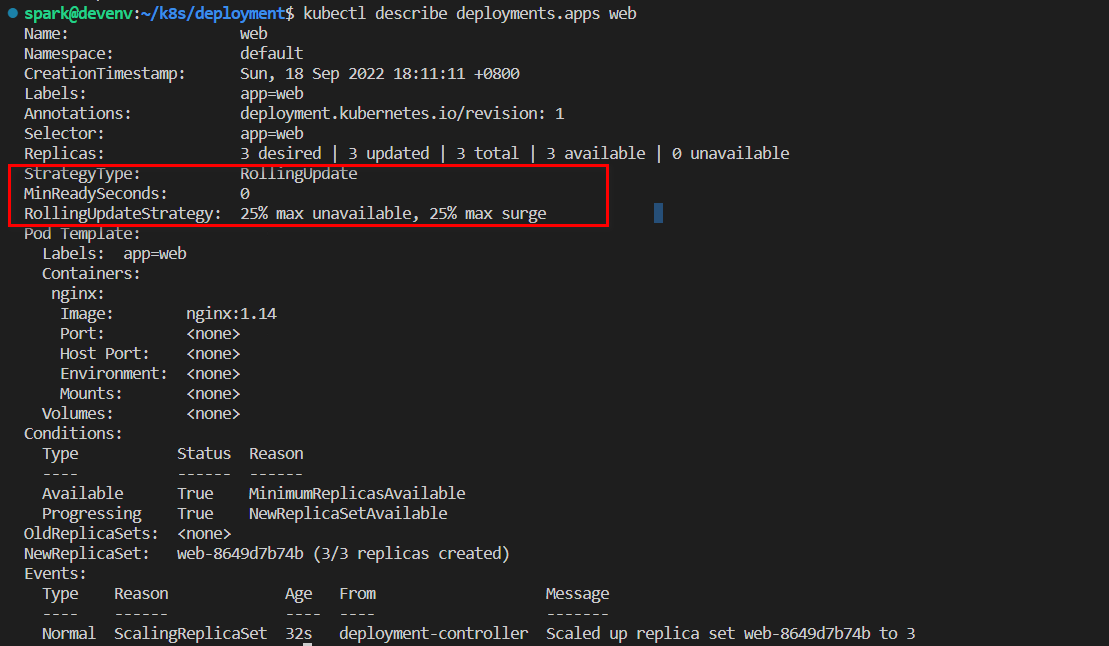 spark@devenv:~/k8s/deployment$ kubectl describe deployments.apps web
Name:                   web
Namespace:              default
CreationTimestamp:      Sun, 18 Sep 2022 18:11:11 +0800
Labels:                 app=web
Annotations:            deployment.kubernetes.io/revision: 1
Selector:               app=web
Replicas:               3 desired | 3 updated | 3 total | 3 available | 0 unavailable
StrategyType:           RollingUpdate
MinReadySeconds:        0
RollingUpdateStrategy:  25% max unavailable, 25% max surge
Pod Template:
  Labels:  app=web
  Containers:
   nginx:
    Image:        nginx:1.14
    Port:         <none>
    Host Port:    <none>
    Environment:  <none>
    Mounts:       <none>
  Volumes:        <none>
Conditions:
  Type           Status  Reason
  ----           ------  ------
  Available      True    MinimumReplicasAvailable
  Progressing    True    NewReplicaSetAvailable
OldReplicaSets:  <none>
NewReplicaSet:   web-8649d7b74b (3/3 replicas created)
Events:
  Type    Reason             Age   From                   Message
  ----    ------             ----  ----                   -------
  Normal  ScalingReplicaSet  32s   deployment-controller  Scaled up replica set web-8649d7b74b to 3